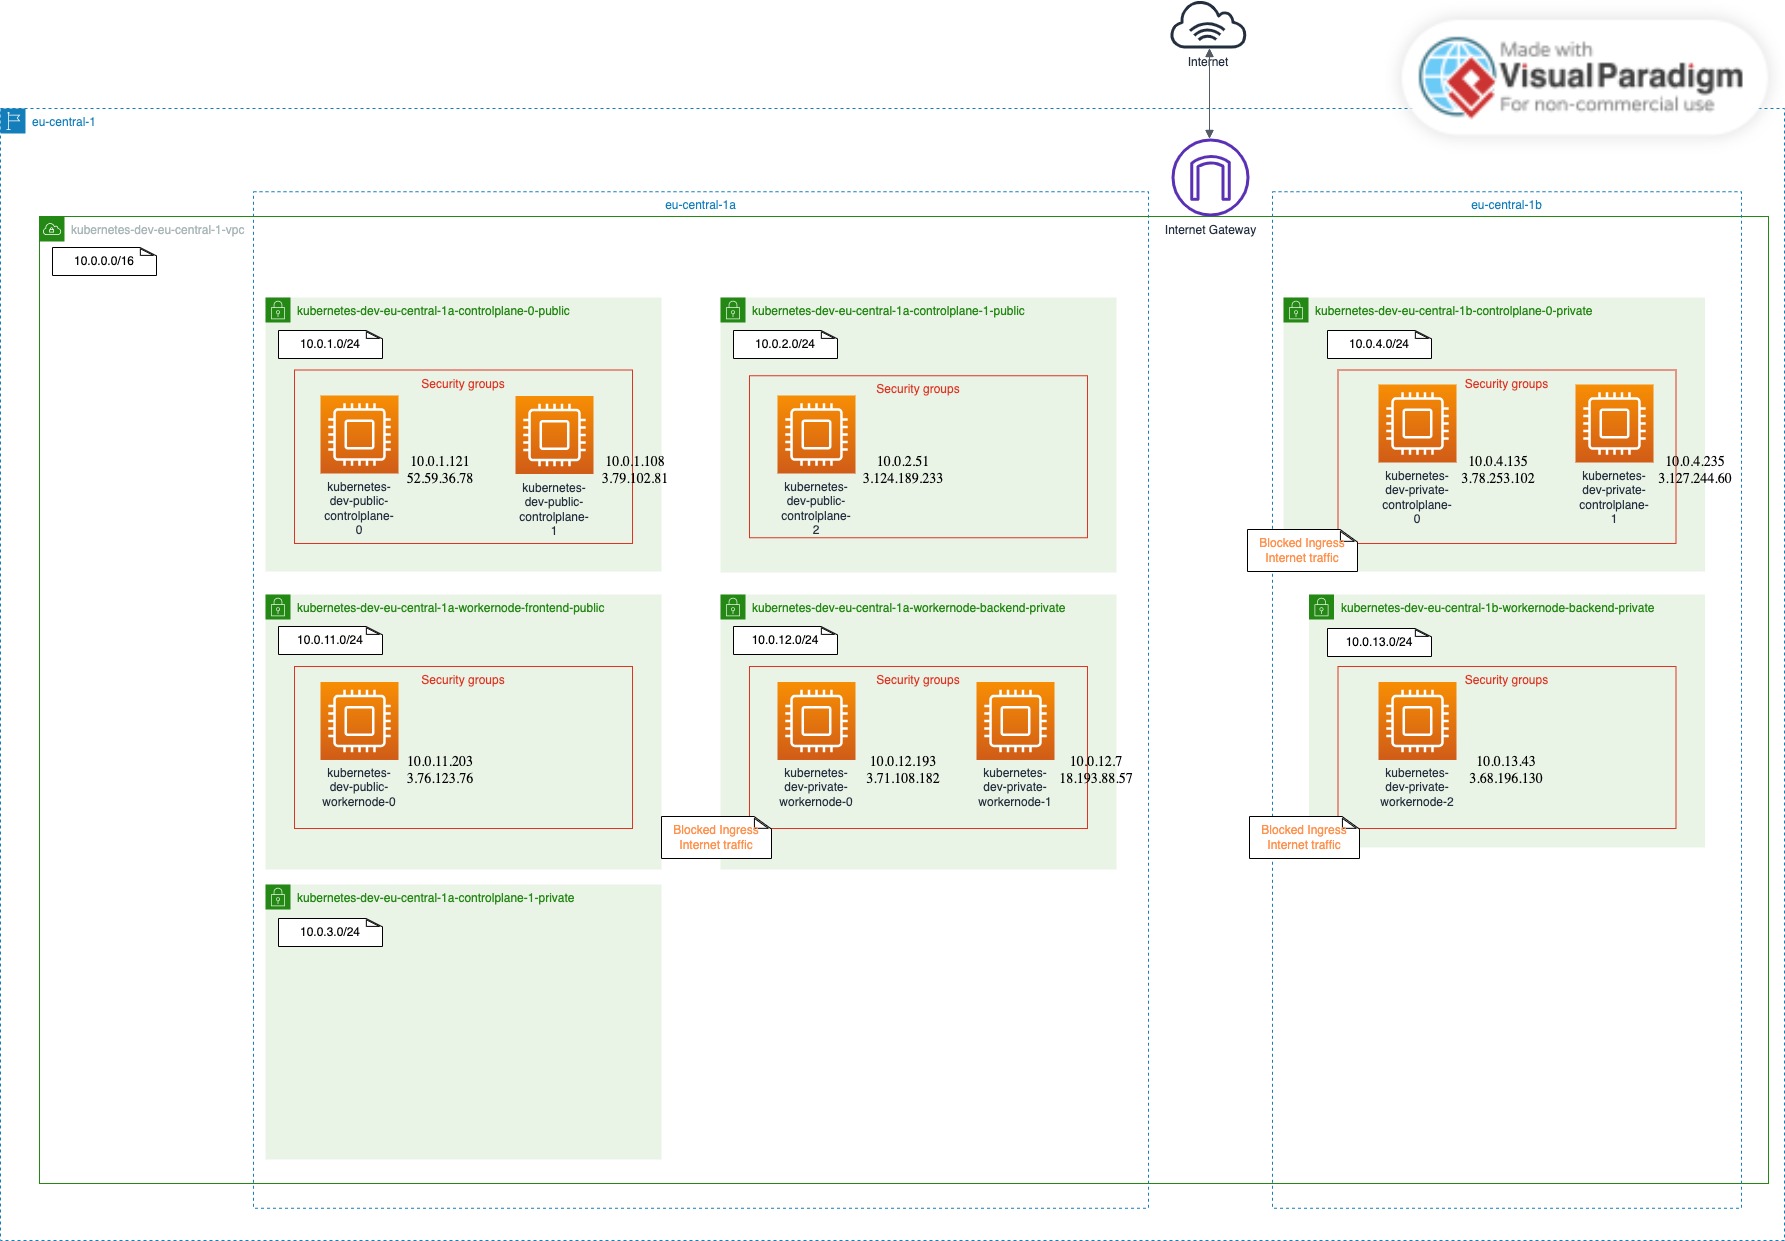 Internet
Made with
Visual Paradigm
For non-commercial use
eu-central-1
eu-central-1a
eu-central-1b
kubernetes-dev-eu-central-1-vpc
Internet Gateway
10.0.0.0/16
kubernetes-dev-eu-central-1a-controlplane-0-public
10.0.1.0/24
Security groups
10.0.1.121
52.59.36.78
kubernetes-
dev-public-
controlplane-
0
10.0.1.108
3.79.102.81
kubernetes-
dev-public-
controlplane-
1
kubernetes-dev-eu-central-1a-controlplane-1-public
10.0.2.0/24
Security groups
10.0.2.51
3.124.189.233
kubernetes-
dev-public-
controlplane-
2
kubernetes-dev-eu-central-1b-controlplane-0-private
10.0.4.0/24
Security groups
10.0.4.135
3.78.253.102
kubernetes-
dev-private-
controlplane-
0
10.0.4.235
3.127.244.60
kubernetes-
dev-private-
controlplane-
1
Blocked Ingress
Internet traffic
kubernetes-dev-eu-central-1a-workernode-frontend-public
10.0.11.0/24
Security groups
10.0.11.203
3.76.123.76
kubernetes-
dev-public-
workernode-0
kubernetes-dev-eu-central-1a-workernode-backend-private
10.0.12.0/24
Security groups
10.0.12.193
3.71.108.182
kubernetes-
dev-private-
workernode-0
10.0.12.7
18.193.88.57
kubernetes-
dev-private-
workernode-1
Blocked Ingress
Internet traffic
kubernetes-dev-eu-central-1b-workernode-backend-private
10.0.13.0/24
Security groups
10.0.13.43
3.68.196.130
kubernetes-
dev-private-
workernode-2
Blocked Ingress
Internet traffic
kubernetes-dev-eu-central-1a-controlplane-1-private
10.0.3.0/24